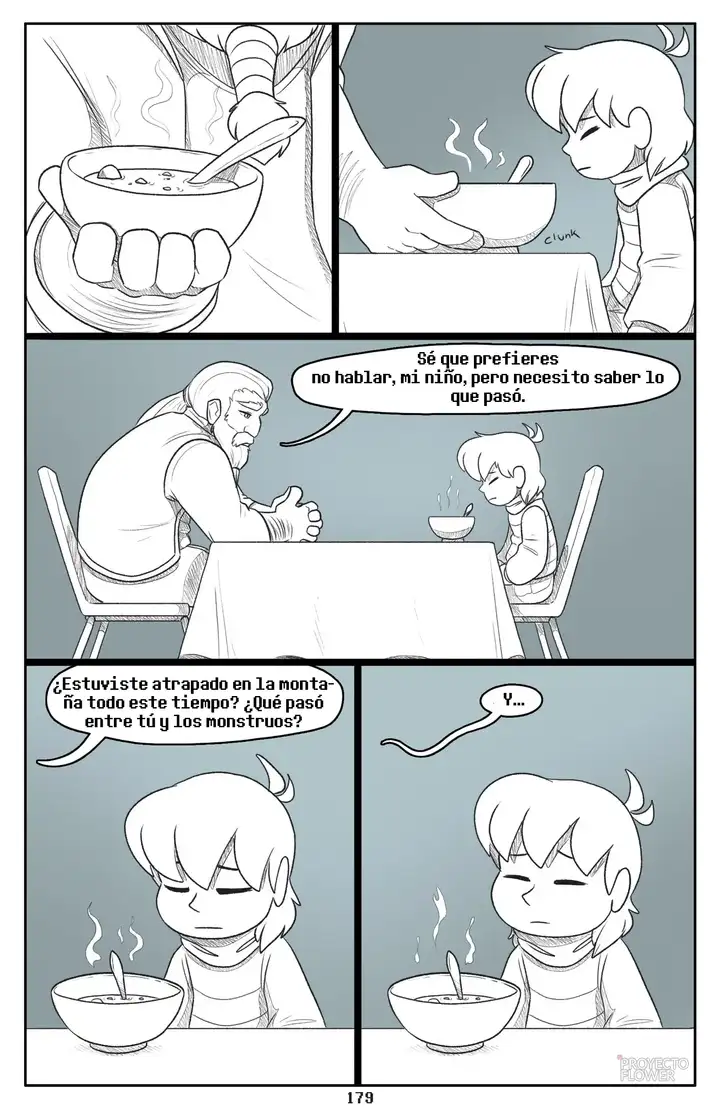 clunk
Sé que prefieres
no hablar, mi niño, pero necesito saber lo
que pasó.
¿Estuviste atrapado en la monta-
ña todo este tiempo? ¿Qué pasó
entre tú y los monstruos?
Y...
PROYECTO
FLOWER
179